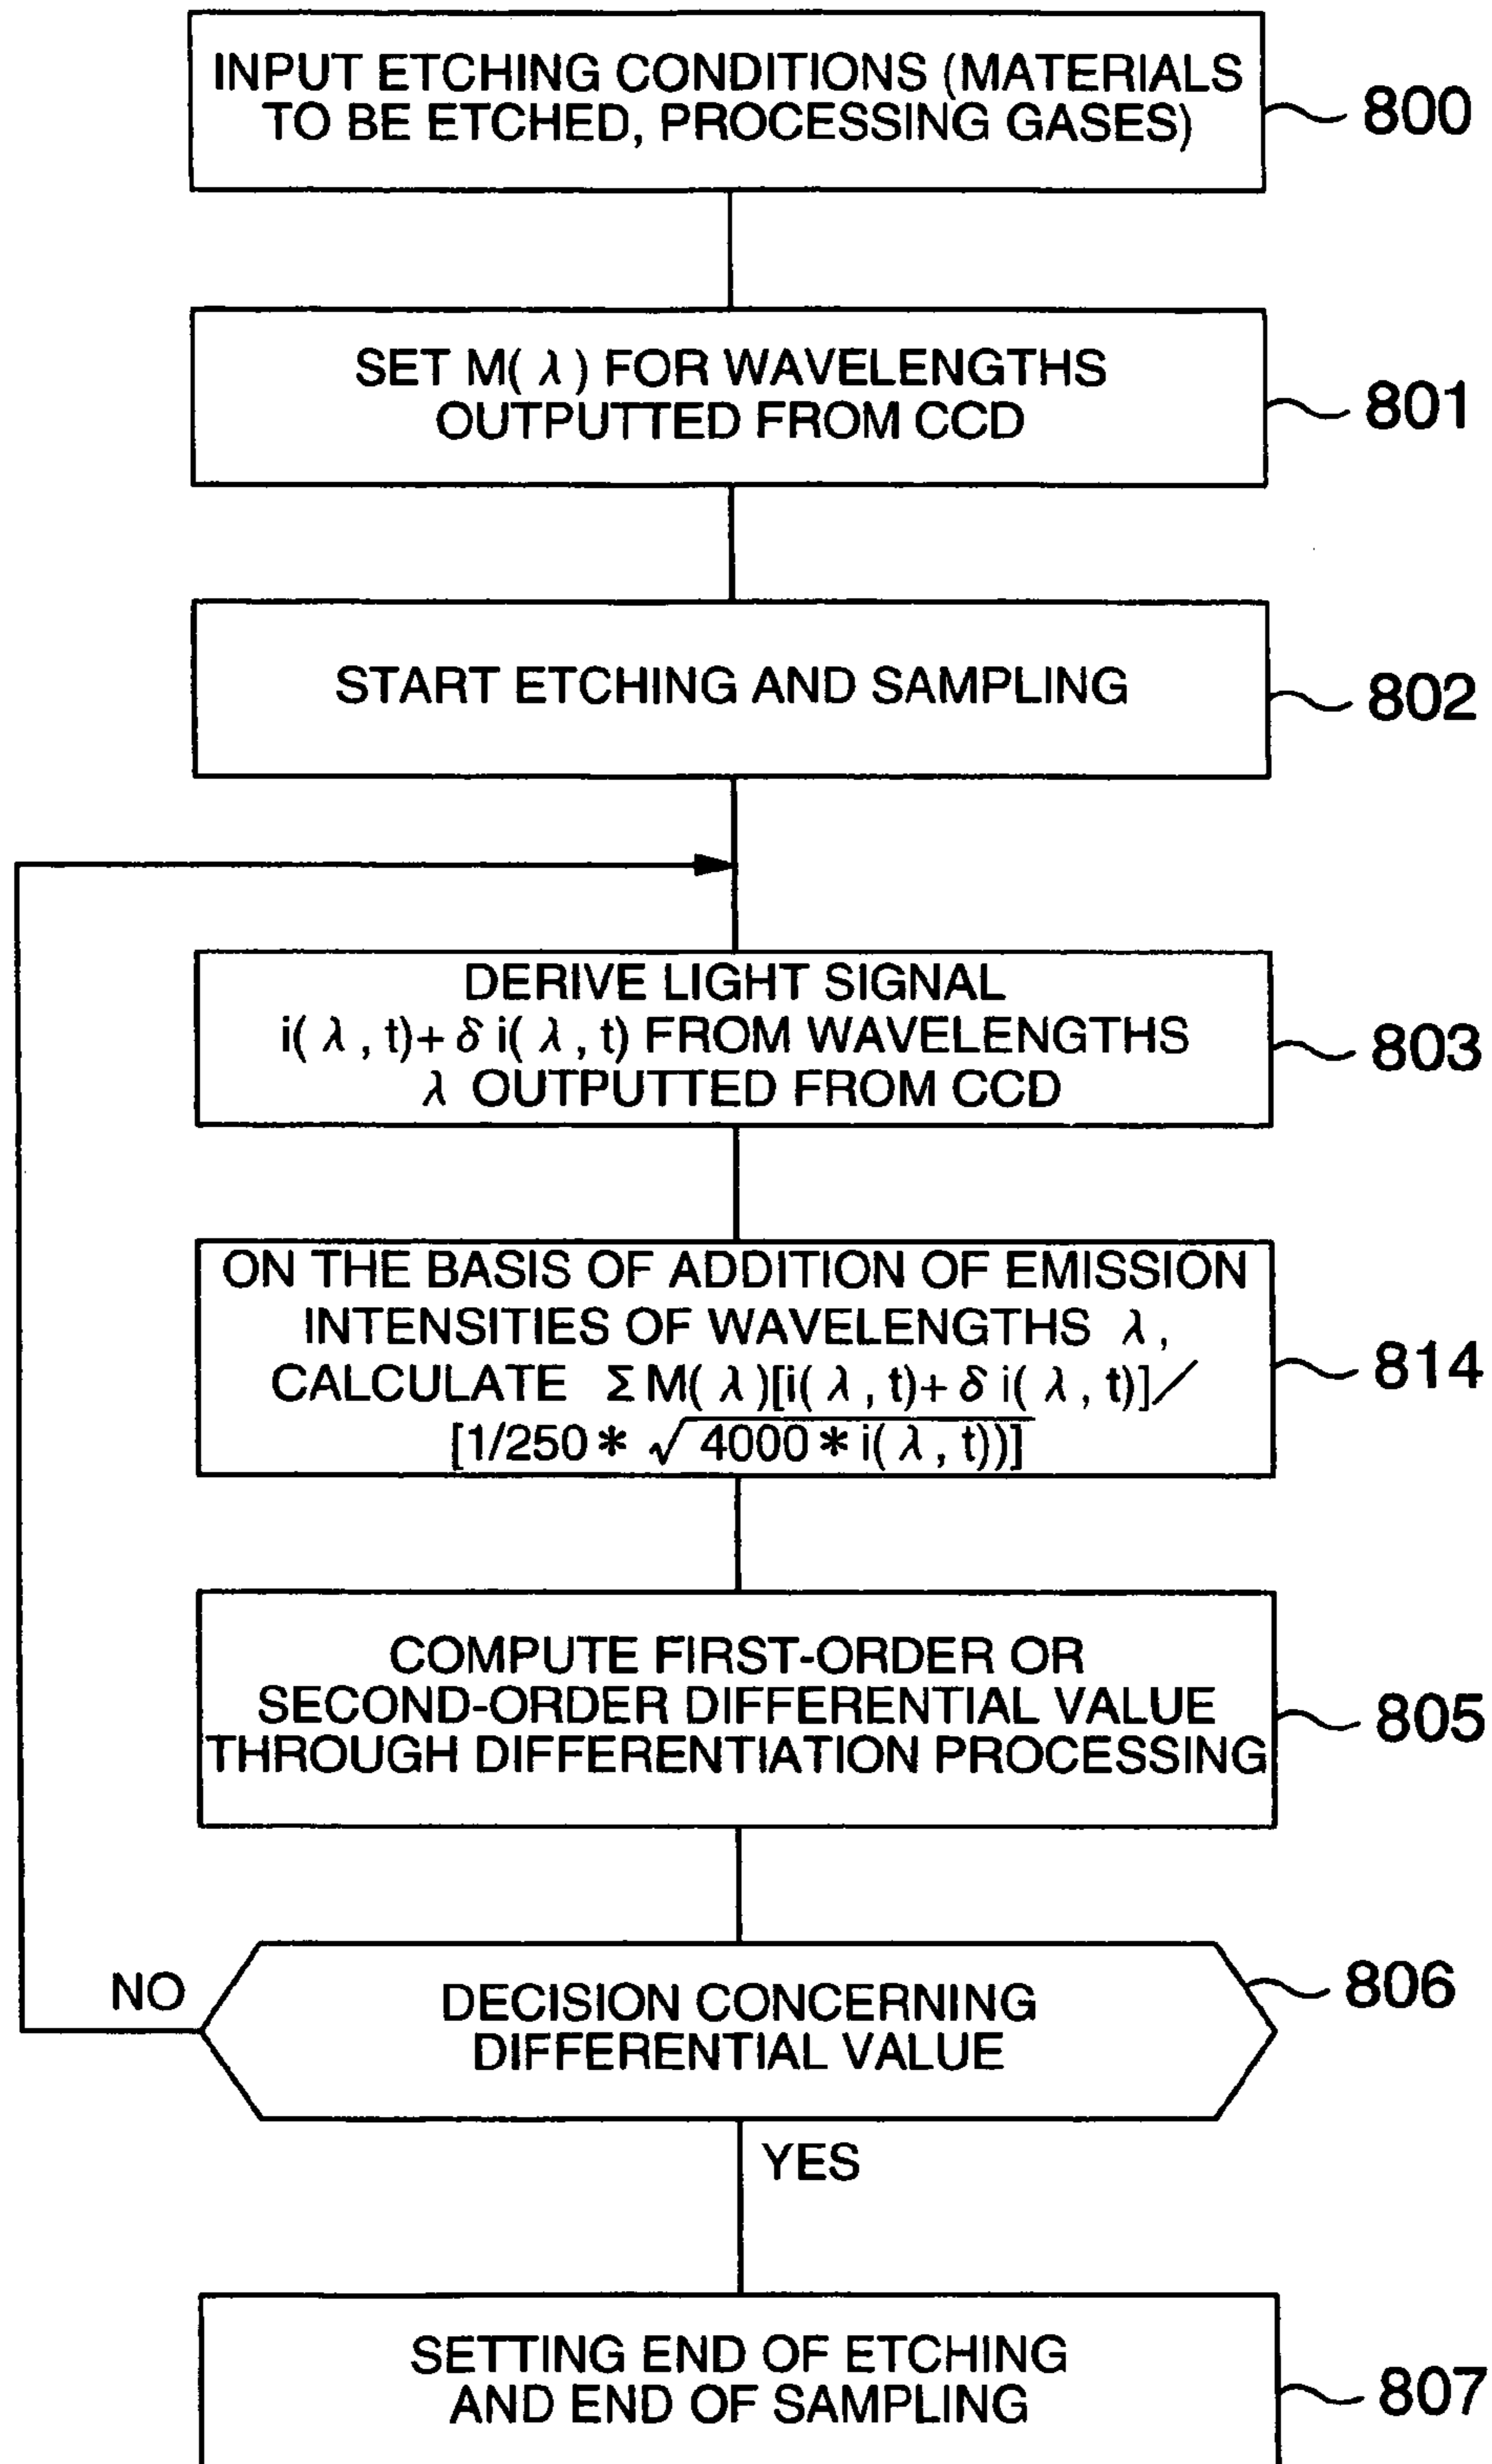 INPUT ETCHING CONDITIONS (MATERIALS
TO BE ETCHED, PROCESSING GASES)
800
SET M( λ ) FOR WAVELENGTHS
OUTPUTTED FROM CCD
801
START ETCHING AND SAMPLING
802
DERIVE LIGHT SIGNAL
i( λ , t)+ δ i( λ , t) FROM WAVELENGTHS
λ OUTPUTTED FROM CCD
803
ON THE BASIS OF ADDITION OF EMISSION
INTENSITIES OF WAVELENGTHS λ ,
CALCULATE Σ M( λ )[i( λ , t)+ δ i( λ , t)]/
[1/250 * √ 4000 * i( λ , t))]
814
COMPUTE FIRST-ORDER OR
SECOND-ORDER DIFFERENTIAL VALUE
THROUGH DIFFERENTIATION PROCESSING
805
NO
DECISION CONCERNING
DIFFERENTIAL VALUE
806
YES
SETTING END OF ETCHING
AND END OF SAMPLING
807